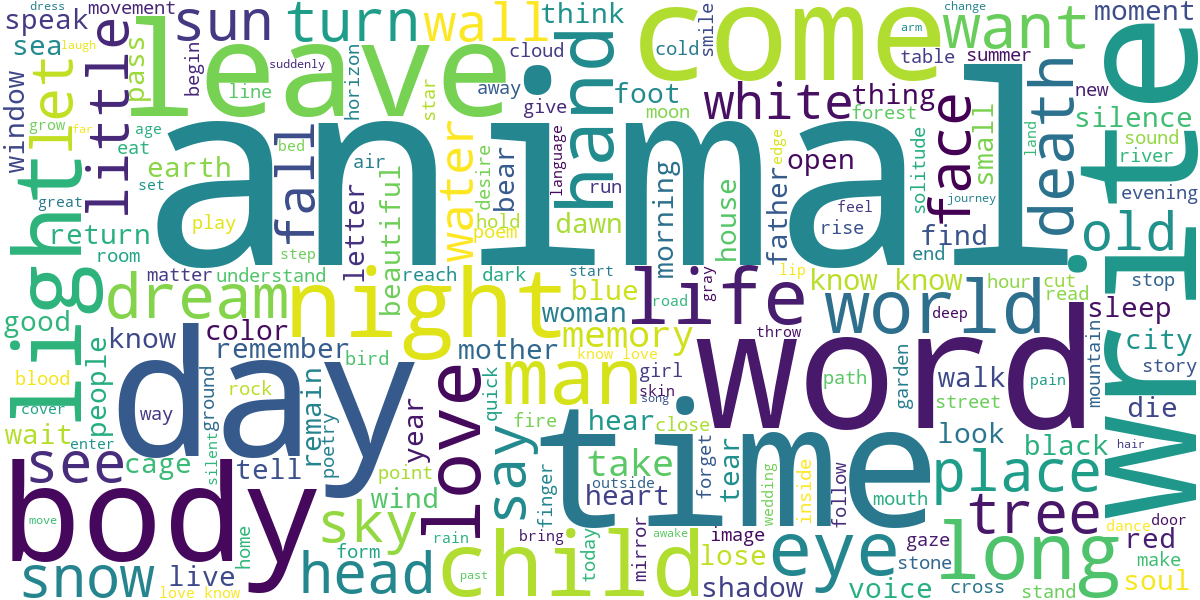 dress
movement
speak
sun
turn
wall
think
come
change
moment
want
sea
laugh
leave
cloud
cold
smile
arm
table
summer
pass
begin
suddenly
horizon
window
let
little
line
star
away
give
hand
foot
white
thing
new
write
grow
far
age
eat
animal
moon
forest
face
small
land
death
silence
sound
river
earth
set
bed
fall
air
water
desire
bear
language
run
edge
open
solitude
journey
evening
light
great
return
room
play
step
letter
beautiful
hold
poem
dawn
morning
house
father
feel
rise
find
end
old
matter
understand
reach
dark
start
blue
road
gray
lip
know know
hour
cut
read
stop
dream
night
woman
life
world
deep
sleep
good
know
color
remember
mother
memory
throw
city
people
day
bird
quick
man
know love
girl
skin
song
word
path
garden
walk
pain
mountain
story
blood
cover
way
ground
rock
remain
year
love
fire
hear
close
street
die
wait
enter
silent
poetry
say
time
look
black
hair
see
cage
tell
point
finger
take
outside
heart
forget
tear
wedding
inside
follow
mouth
place
body
move
wind
tree
dance
door
red
snow
home
sky
form
rain
bring
child
today
awake
mirror
image
lose
eye
gaze
stone
long
make
live
love know
head
past
shadow
voice
cross
stand
soul